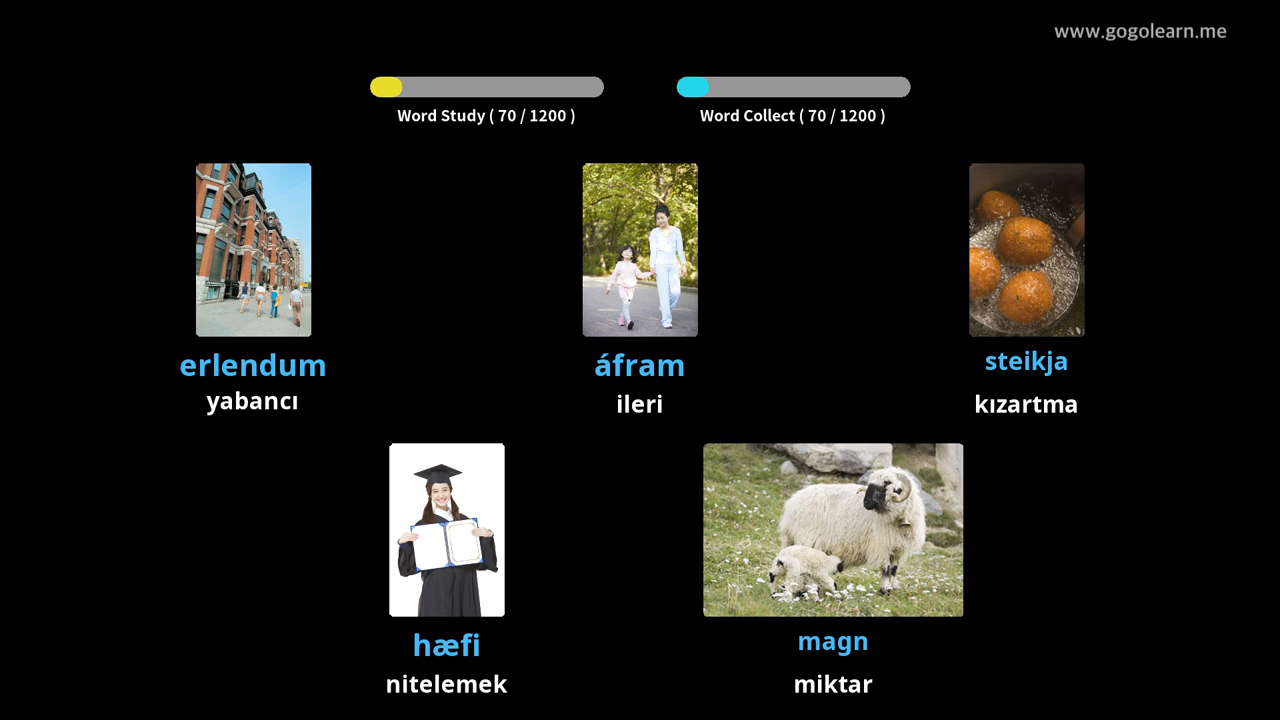 www.gogolearn.me
Word Study ( 70 / 1200 )
Word Collect ( 70 / 1200 )
erlendum
yabancı
áfram
ileri
steikja
kızartma
hæfi
nitelemek
magn
miktar